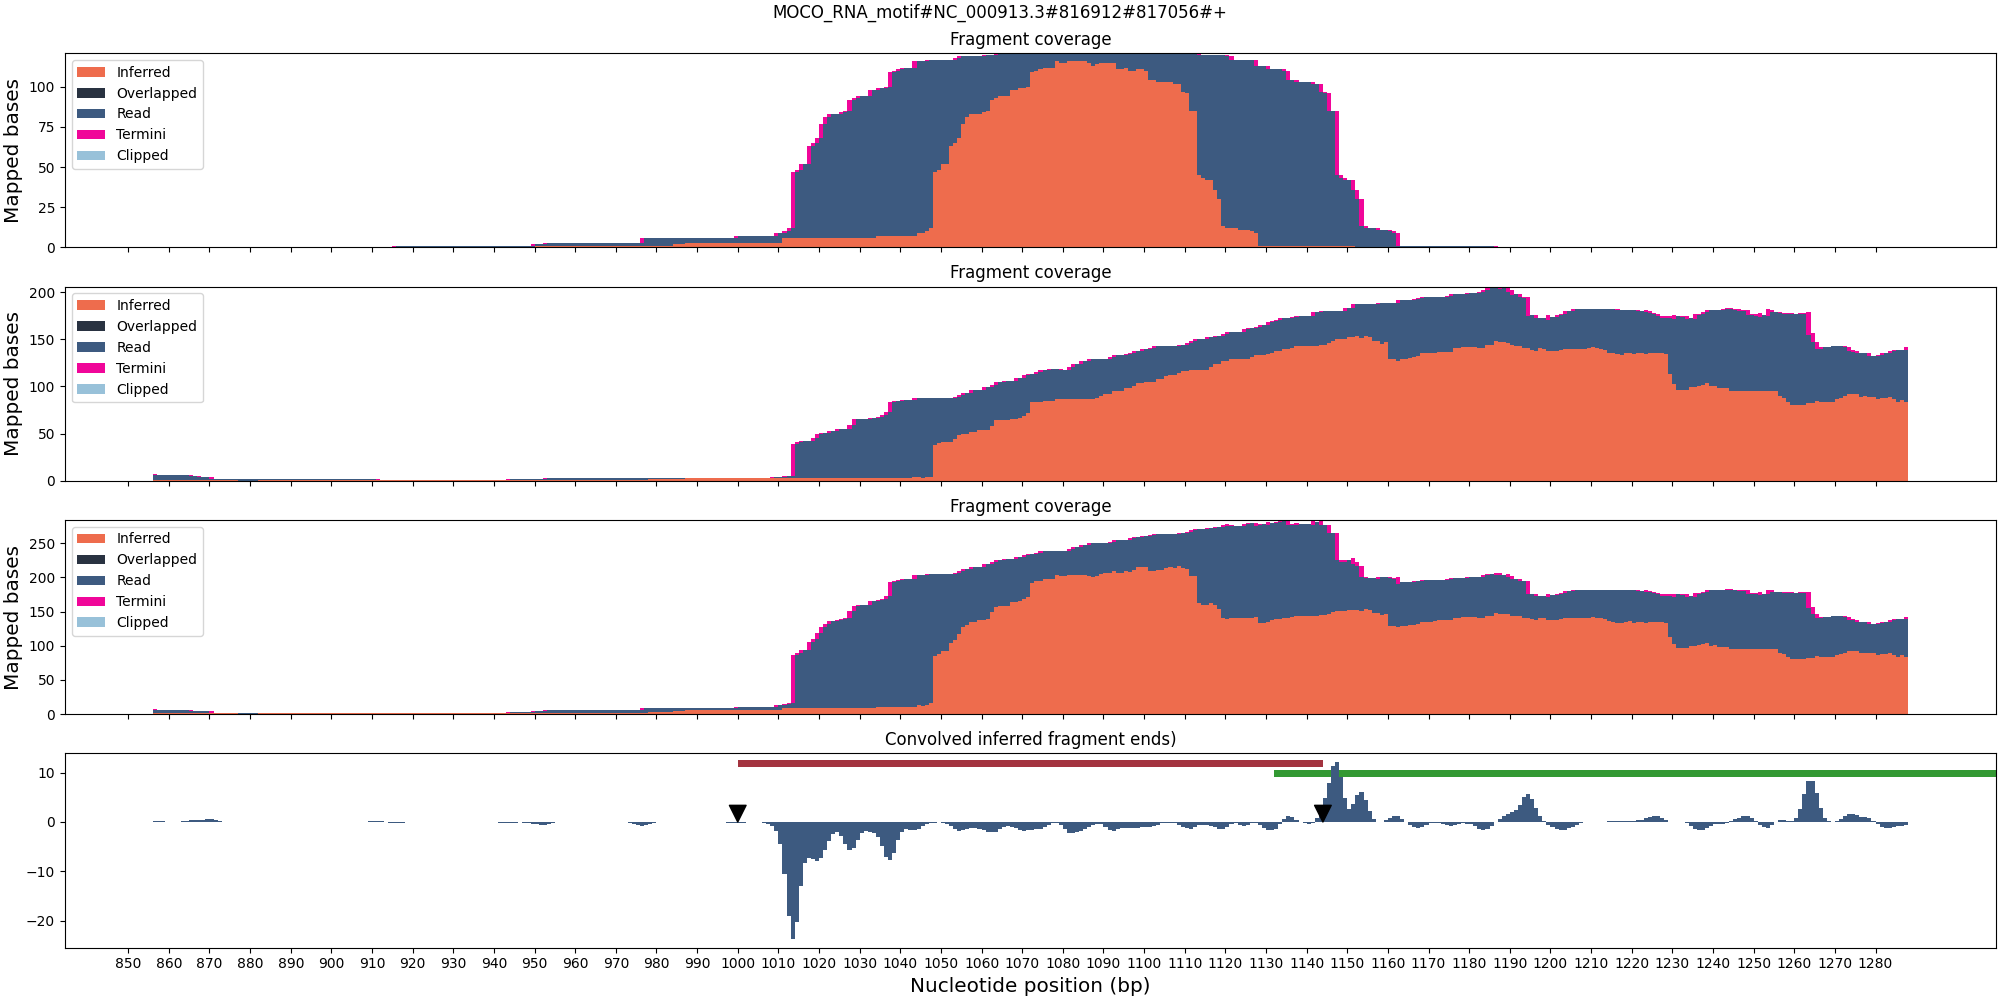 MOCO_RNA_motif#NC_000913.3#816912#817056#+
Fragment coverage
Mapped bases
100
75
50
25
0
Inferred
Overlapped
Read
Termini
Clipped
Fragment coverage
Mapped bases
200
150
100
50
0
Inferred
Overlapped
Read
Termini
Clipped
Fragment coverage
Mapped bases
250
200
150
100
50
0
Inferred
Overlapped
Read
Termini
Clipped
Convolved inferred fragment ends)
10
0
−10
−20
850 860 870 880 890 900 910 920 930 940 950 960 970 980 990 1000 1010 1020 1030 1040 1050 1060 1070 1080 1090 1100 1110 1120 1130 1140 1150 1160 1170 1180 1190 1200 1210 1220 1230 1240 1250 1260 1270 1280
Nucleotide position (bp)